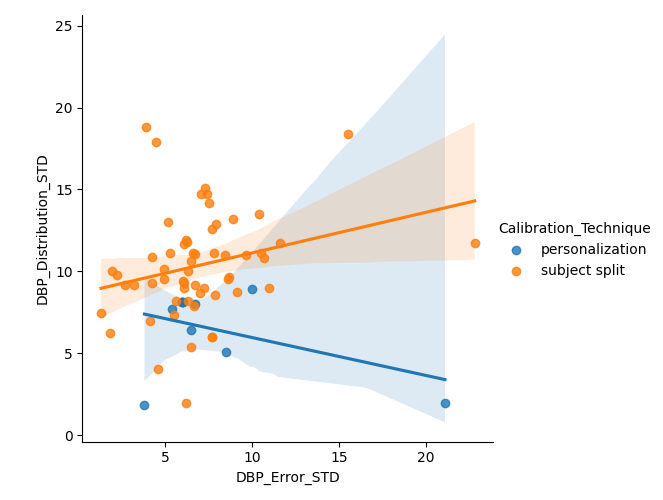 25
20
15
10
5
0
DBP_Distribution_STD
5
10
15
20
DBP_Error_STD
Calibration_Technique
personalization
subject split